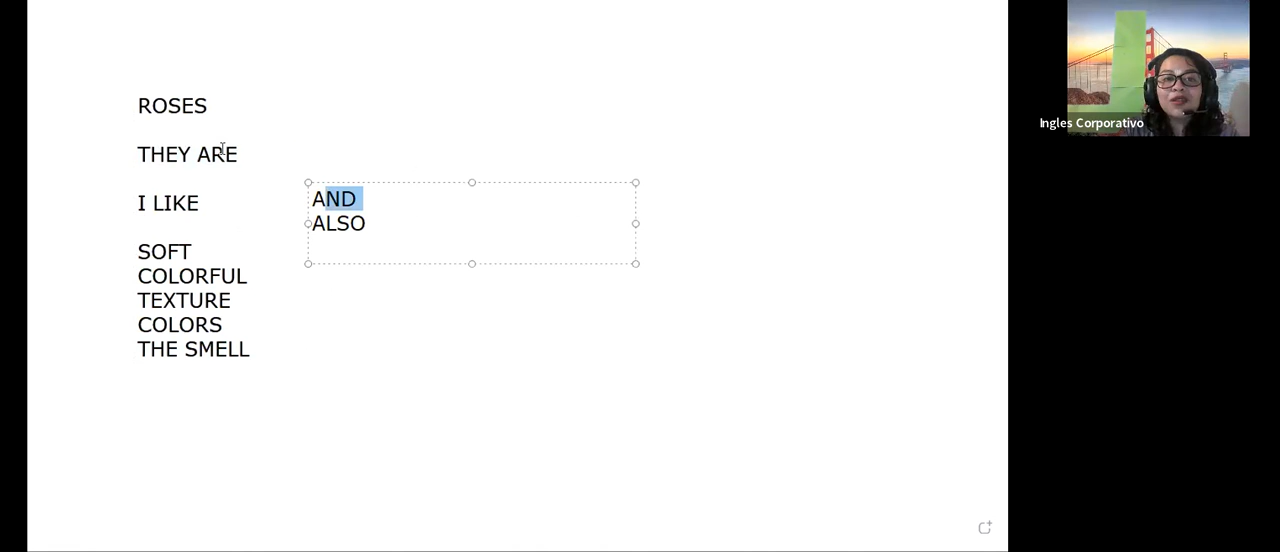 ROSES
THEY ARE
I LIKE
AND
ALSO
SOFT
COLORFUL
TEXTURE
COLORS
THE SMELL
Ingles Corporativo